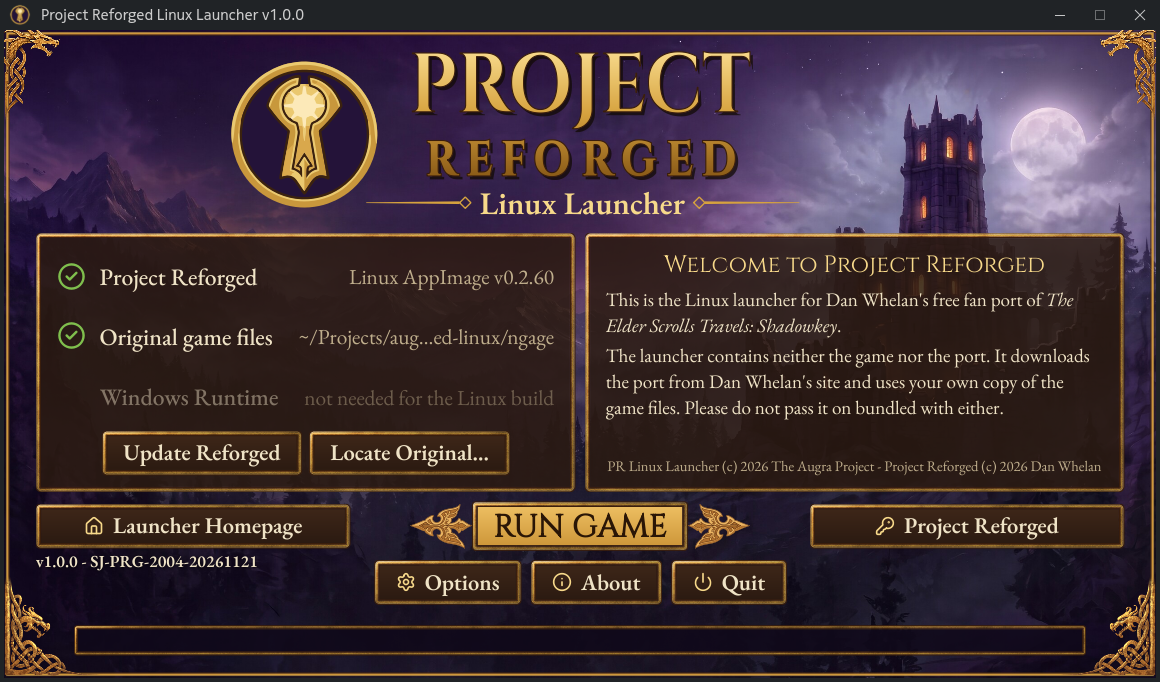 Project Reforged Linux Launcher v1.0.0
PROJECT
REFORGED
Linux Launcher
Project Reforged
Linux AppImage v0.2.60
Original game files
~/Projects/aug...ed-linux/ngage
Windows Runtime
not needed for the Linux build
Update Reforged
Locate Original...
Welcome to Project Reforged
This is the Linux launcher for Dan Whelan's free fan port of The
Elder Scrolls Travels: Shadowkey.
The launcher contains neither the game nor the port. It downloads
the port from Dan Whelan's site and uses your own copy of the
game files. Please do not pass it on bundled with either.
PR Linux Launcher (c) 2026 The Augra Project - Project Reforged (c) 2026 Dan Whelan
Launcher Homepage
RUN GAME
Project Reforged
v1.0.0 - SJ-PRG-2004-20261121
Options
About
Quit